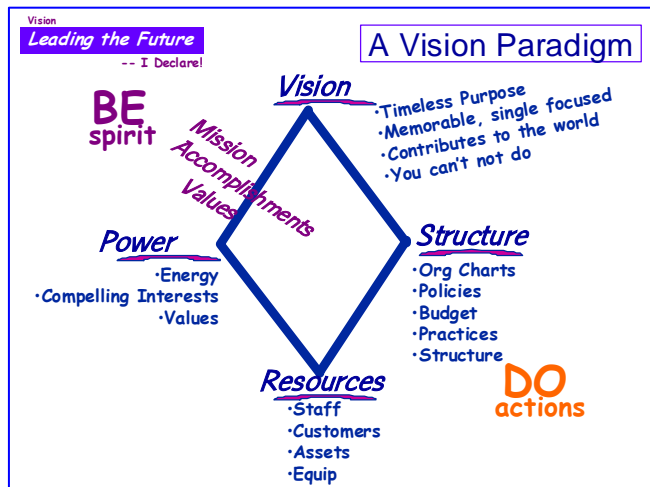 Vision
Leading the Future
-- I Declare!
A Vision Paradigm
BE
spirit
Vision
•Timeless Purpose
•Memorable, single focused
•Contributes to the world
•You can't not do
Mission
Accomplishments
Values
Power
•Energy
•Compelling Interests
•Values
Structure
•Org Charts
•Policies
•Budget
•Practices
•Structure
Resources
•Staff
•Customers
•Assets
•Equip
DO
actions